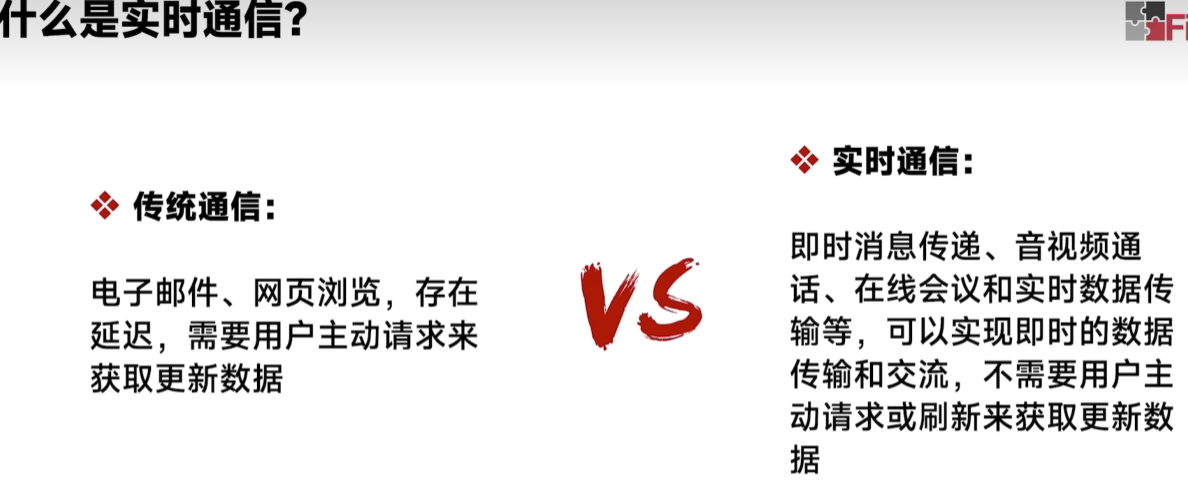 什么是实时通信?
Fi
传统通信:
电子邮件、网页浏览，存在
延迟，需要用户主动请求来
获取更新数据
VS
实时通信:
即时消息传递、音视频通
话、在线会议和实时数据传
输等，可以实现即时的数据
传输和交流，不需要用户主
动请求或刷新来获取更新数
据